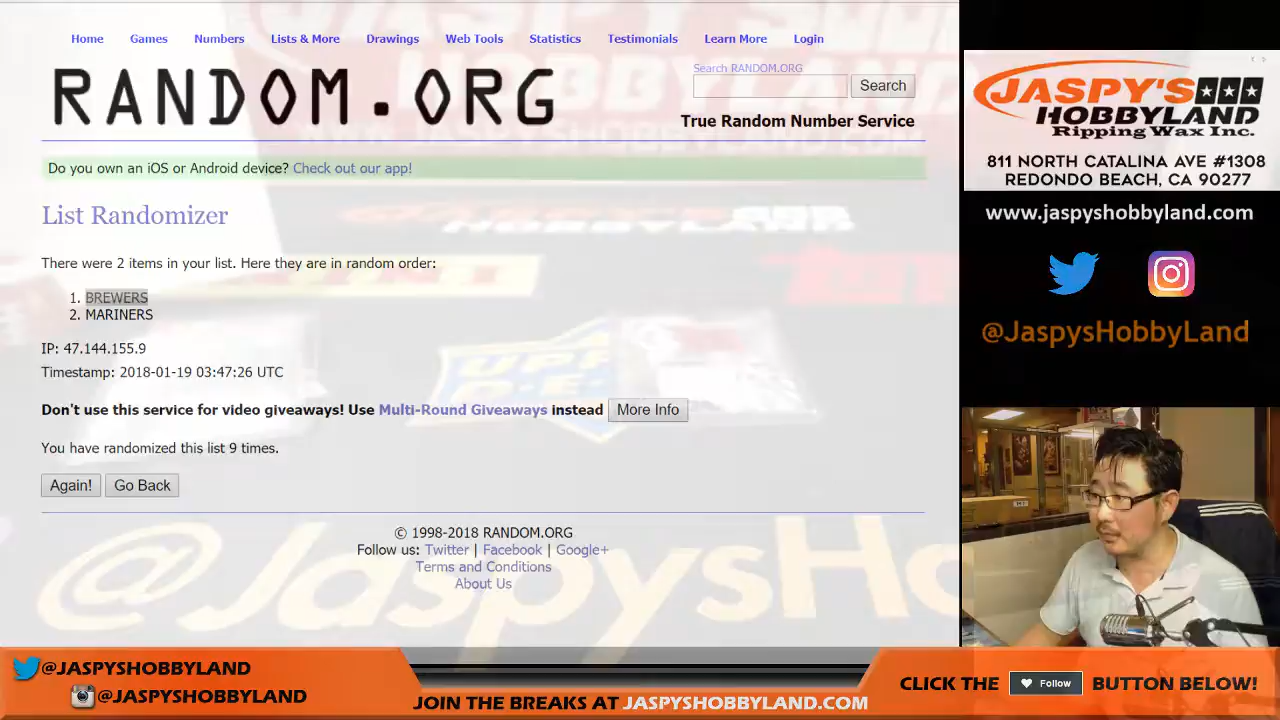 Home Games Numbers Lists & More Drawings Web Tools Statistics Testimonials Learn More Login
RANDOM.ORG
Search RANDOM.ORG
Search
True Random Number Service
Do you own an iOS or Android device? Check out our app!
List Randomizer
There were 2 items in your list. Here they are in random order:
1. BREWERS
2. MARINERS
IP: 47.144.155.9
Timestamp: 2018-01-19 03:47:26 UTC
Don't use this service for video giveaways! Use Multi-Round Giveaways instead More Info
You have randomized this list 9 times.
Again! Go Back
© 1998-2018 RANDOM.ORG
Follow us: Twitter | Facebook | Google+
Terms and Conditions
About Us
@JaspysH
JASPY'S
HOBBYLAND
Ripping Wax Inc.
811 NORTH CATALINA AVE #1308
REDONDO BEACH, CA 90277
www.jaspyshobbyland.com
@JaspysHobbyLand
@JASPYSHOBBYLAND
@JASPYSHOBBYLAND
JOIN THE BREAKS AT JASPYSHOBBYLAND.COM
CLICK THE Follow BUTTON BELOW!